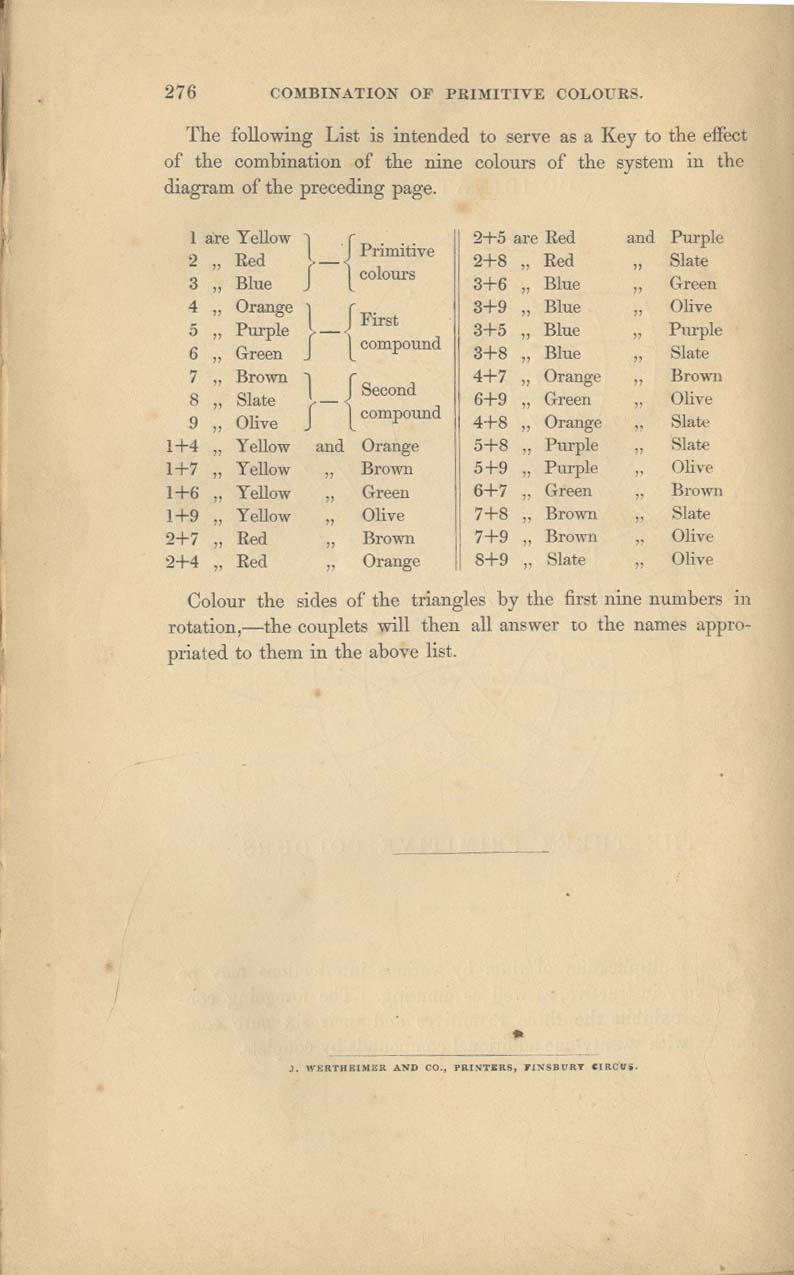 276 COMBINATION OF PRIMITIVE COLOURS.
The following List is intended to serve as a Key to the effect
of the combination of the nine colours of the system in the
diagram of the preceding page.
1 are Yellow
2 „ Red
3 „ Blue
Primitive
colours
4 „ Orange
5 „ Purple
6 „ Green
First
compound
7 „ Brown
8 „ Slate
9 „ Olive
Second
compound
1+4 „ Yellow and Orange
1+7 „ Yellow „ Brown
1+6 „ Yellow „ Green
1+9 „ Yellow „ Olive
2+7 „ Red „ Brown
2+4 „ Red „ Orange
2+5 are Red and Purple
2+8 „ Red „ Slate
3+6 „ Blue „ Green
3+9 „ Blue „ Olive
3+5 „ Blue „ Purple
3+8 „ Blue „ Slate
4+7 „ Orange „ Brown
6+9 „ Green „ Olive
4+8 „ Orange „ Slate
5+8 „ Purple „ Slate
5+9 „ Purple „ Olive
6+7 „ Green „ Brown
7+8 „ Brown „ Slate
7+9 „ Brown „ Olive
8+9 „ Slate „ Olive
Colour the sides of the triangles by the first nine numbers in
rotation,—the couplets will then all answer to the names appro-
priated to them in the above list.
J. WERTHEIMER AND CO., PRINTERS, FINSBURY CIRCUS.